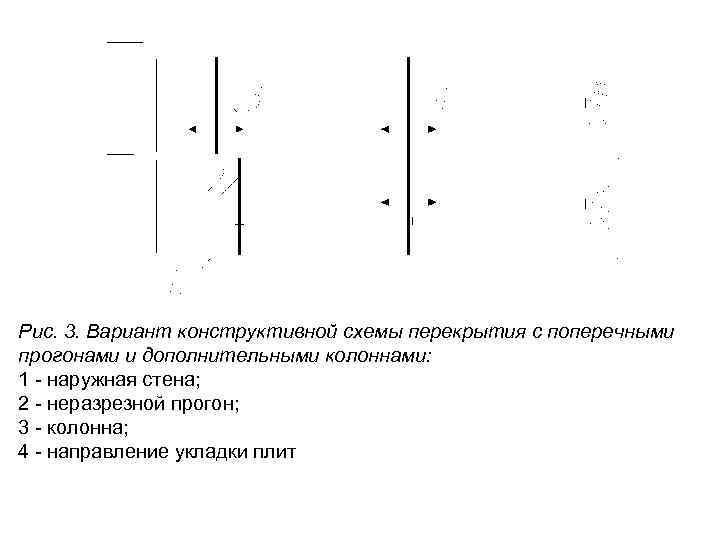 Рис. 3. Вариант конструктивной схемы перекрытия с поперечными
прогонами и дополнительными колоннами:
1 - наружная стена;
2 - неразрезной прогон;
3 - колонна;
4 - направление укладки плит